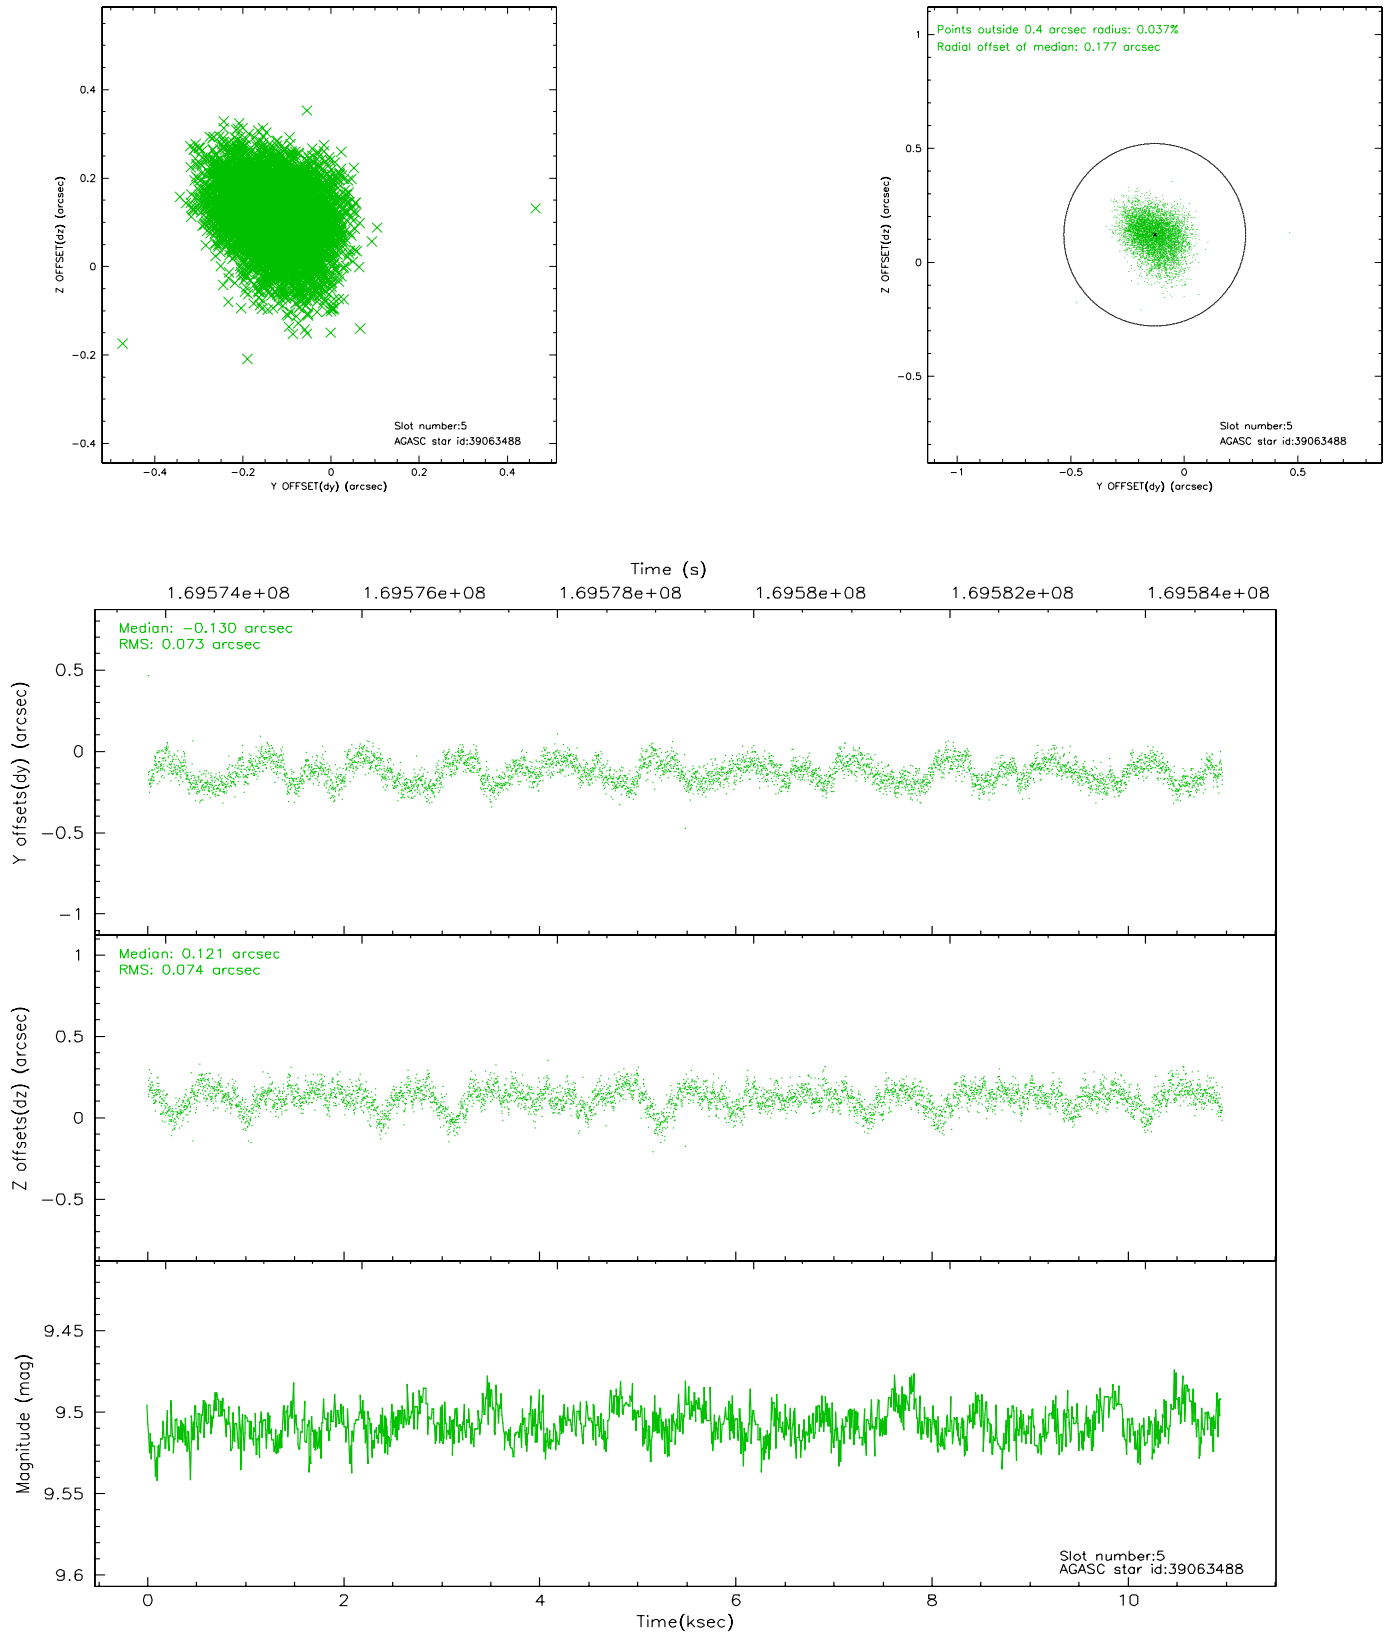 0.4
0.2
0
−0.2
−0.4
Z OFFSET(dz) (arcsec)
−0.4 −0.2 0 0.2 0.4
Y OFFSET(dy) (arcsec)
Slot number:5
AGASC star id:39063488
Points outside 0.4 arcsec radius: 0.037%
Radial offset of median: 0.177 arcsec
1
0.5
0
−0.5
Z OFFSET(dz) (arcsec)
−1 −0.5 0 0.5
Y OFFSET(dy) (arcsec)
Slot number:5
AGASC star id:39063488
Time (s)
1.69574e+08 1.69576e+08 1.69578e+08 1.6958e+08 1.69582e+08 1.69584e+08
Median: −0.130 arcsec
RMS: 0.073 arcsec
0.5
0
−0.5
−1
Y offsets(dy) (arcsec)
Median: 0.121 arcsec
RMS: 0.074 arcsec
1
0.5
0
−0.5
Z offsets(dz) (arcsec)
9.45
9.5
9.55
9.6
Magnitude (mag)
Slot number:5
AGASC star id:39063488
0 2 4 6 8 10
Time(ksec)